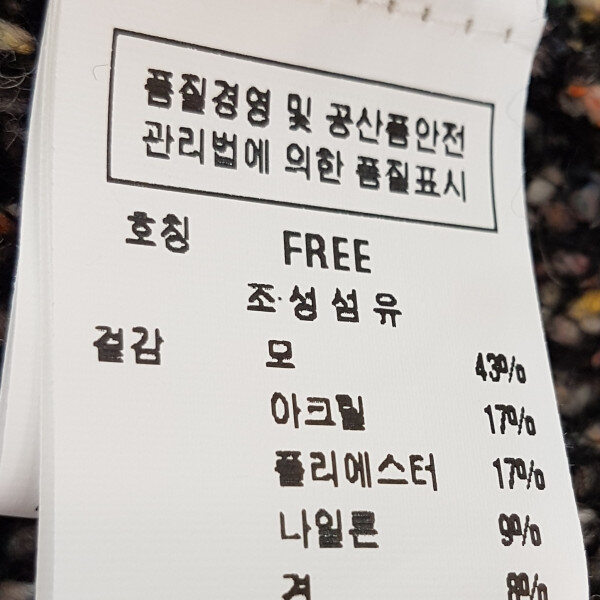 품질경영 및 공산품안전
관리법에 의한 품질표시
호칭 FREE
조성섬유
겉감 모 43%
아크릴 17%
폴리에스터 17%
나일론 9%
견 8%